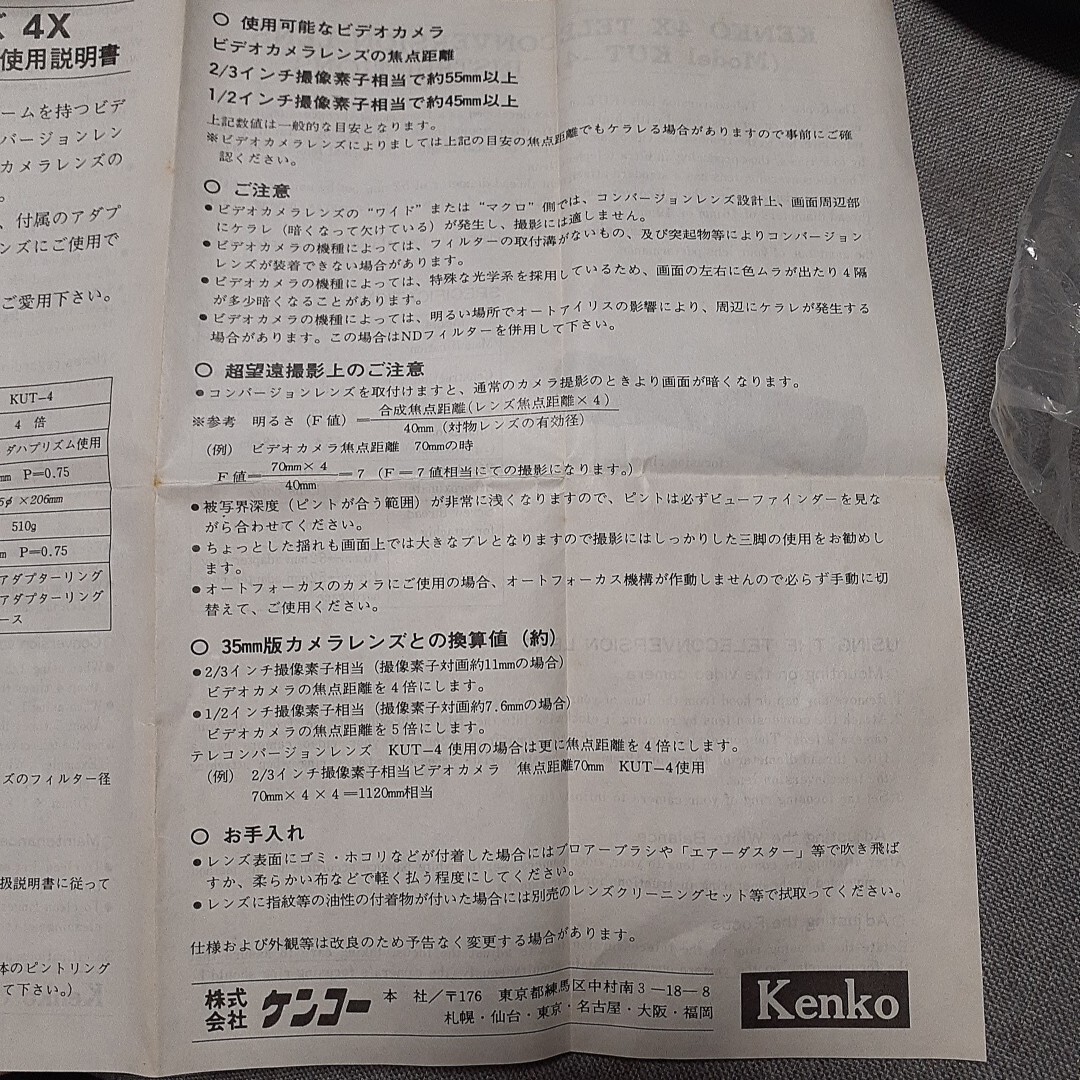 4X
使用説明書
ームを持つビデ
バージョンレン
カメラレンズの
。
、付属のアダプ
ンズにご使用で
ご愛用下さい。
KUT−4
4 倍
ダハプリズム使用
mm P＝0.75
5φ×206mm
510g
m P＝0.75
アダプターリング
アダプターリング
ース
ズのフィルター径
扱説明書に従って
体のピントリング
て下さい。)
○ 使用可能なビデオカメラ
ビデオカメラレンズの焦点距離
2/3インチ撮像素子相当で約55mm以上
1/2インチ撮像素子相当で約45mm以上
上記数値は一般的な目安となります。
※ビデオカメラレンズによりましては上記の目安の焦点距離でもケラレる場合がありますので事前にご確
認ください。
○ ご注意
●ビデオカメラレンズの“ワイド”または“マクロ”側では、コンバージョンレンズ設計上、画面周辺部
にケラレ（暗くなって欠けている）が発生し、撮影には適しません。
●ビデオカメラの機種によっては、フィルターの取付溝がないもの、及び突起物等によりコンバージョン
レンズが装着できない場合があります。
●ビデオカメラの機種によっては、特殊な光学系を採用しているため、画面の左右に色ムラが出たり4隅
が多少暗くなることがあります。
●ビデオカメラの機種によっては、明るい場所でオートアイリスの影響により、周辺にケラレが発生する
場合があります。この場合はNDフィルターを併用して下さい。
○ 超望遠撮影上のご注意
●コンバージョンレンズを取付けますと、通常のカメラ提影のときより画面が暗くなります。
※参考 明るさ（F値）＝合成焦点距離(レンズ焦点距離×4)
40mm (対物レンズの有効径)
(例) ビデオカメラ焦点距離 70mmの時
F値＝70mm×4＝7 (F＝7値相当にての撮影になります。)
40mm
●被写界深度（ピントが合う範囲）が非常に浅くなりますので、ピントは必ずビューファインダーを見な
がら合わせてください。
●ちょっとした揺れも画面上では大きなブレとなりますので撮影にはしっかりした三脚の使用をお勧めし
ます。
●オートフォーカスのカメラにご使用の場合、オートフォーカス機構が作動しませんので必らず手動に切
替えて、ご使用ください。
○ 35mm版カメラレンズとの換算値（約）
●2/3インチ撮像素子相当（撮像素子対画約11mmの場合）
ビデオカメラの焦点距離を4倍にします。
●1/2インチ撮像素子相当（撮像素子対画約7.6mmの場合）
ビデオカメラの焦点距離を5倍にします。
テレコンバージョンレンズ KUT−4 使用の場合は更に焦点距離を4倍にします。
(例) 2/3インチ撮像素子相当ビデオカメラ 焦点距離70mm KUT−4使用
70mm×4×4＝1120mm相当
○ お手入れ
●レンズ表面にゴミ・ホコリなどが付着した場合にはブロアーブラシや「エアーダスター」等で吹き飛ば
すか、柔らかい布などで軽く払う程度にしてください。
●レンズに指紋等の油性の付着物が付いた場合には別売のレンズクリーニングセット等で拭取ってください。
仕様および外観等は改良のため予告なく変更する場合があります。
株式会社 ケンコー 本 社／〒176 東京都練馬区中村南3−18−8
札幌・仙台・東京・名古屋・大阪・福岡
Kenko